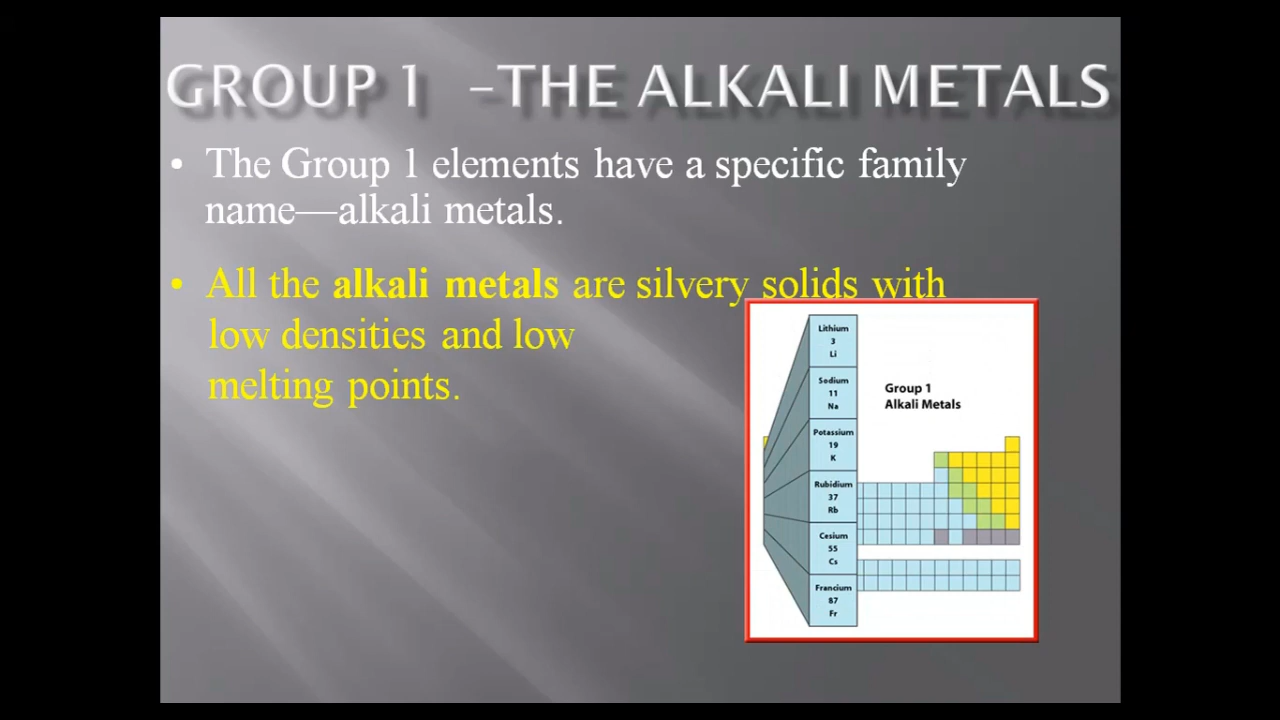 GROUP 1 –THE ALKALI METALS
• The Group 1 elements have a specific family
name—alkali metals.
• All the alkali metals are silvery solids with
low densities and low
melting points.
Lithium
3
Li
Sodium
11
Na
Potassium
19
K
Rubidium
37
Rb
Cesium
55
Cs
Francium
87
Fr
Group 1
Alkali Metals